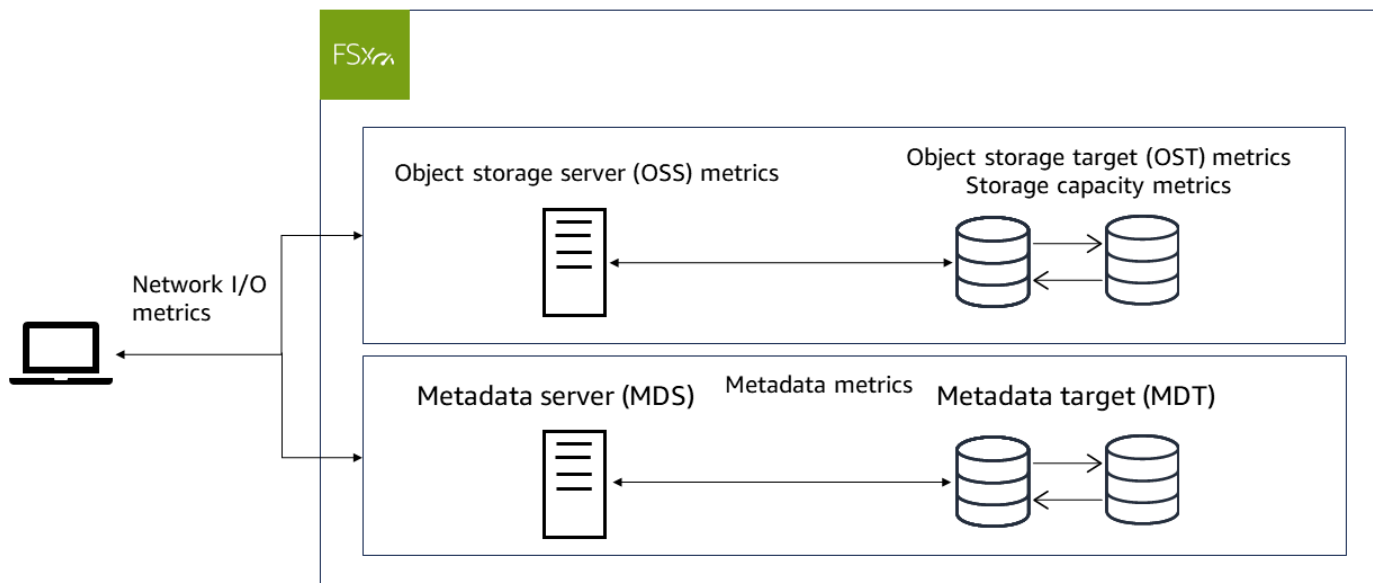 FSx
Object storage server (OSS) metrics
Object storage target (OST) metrics
Storage capacity metrics
Network I/O
metrics
Metadata server (MDS)
Metadata metrics
Metadata target (MDT)